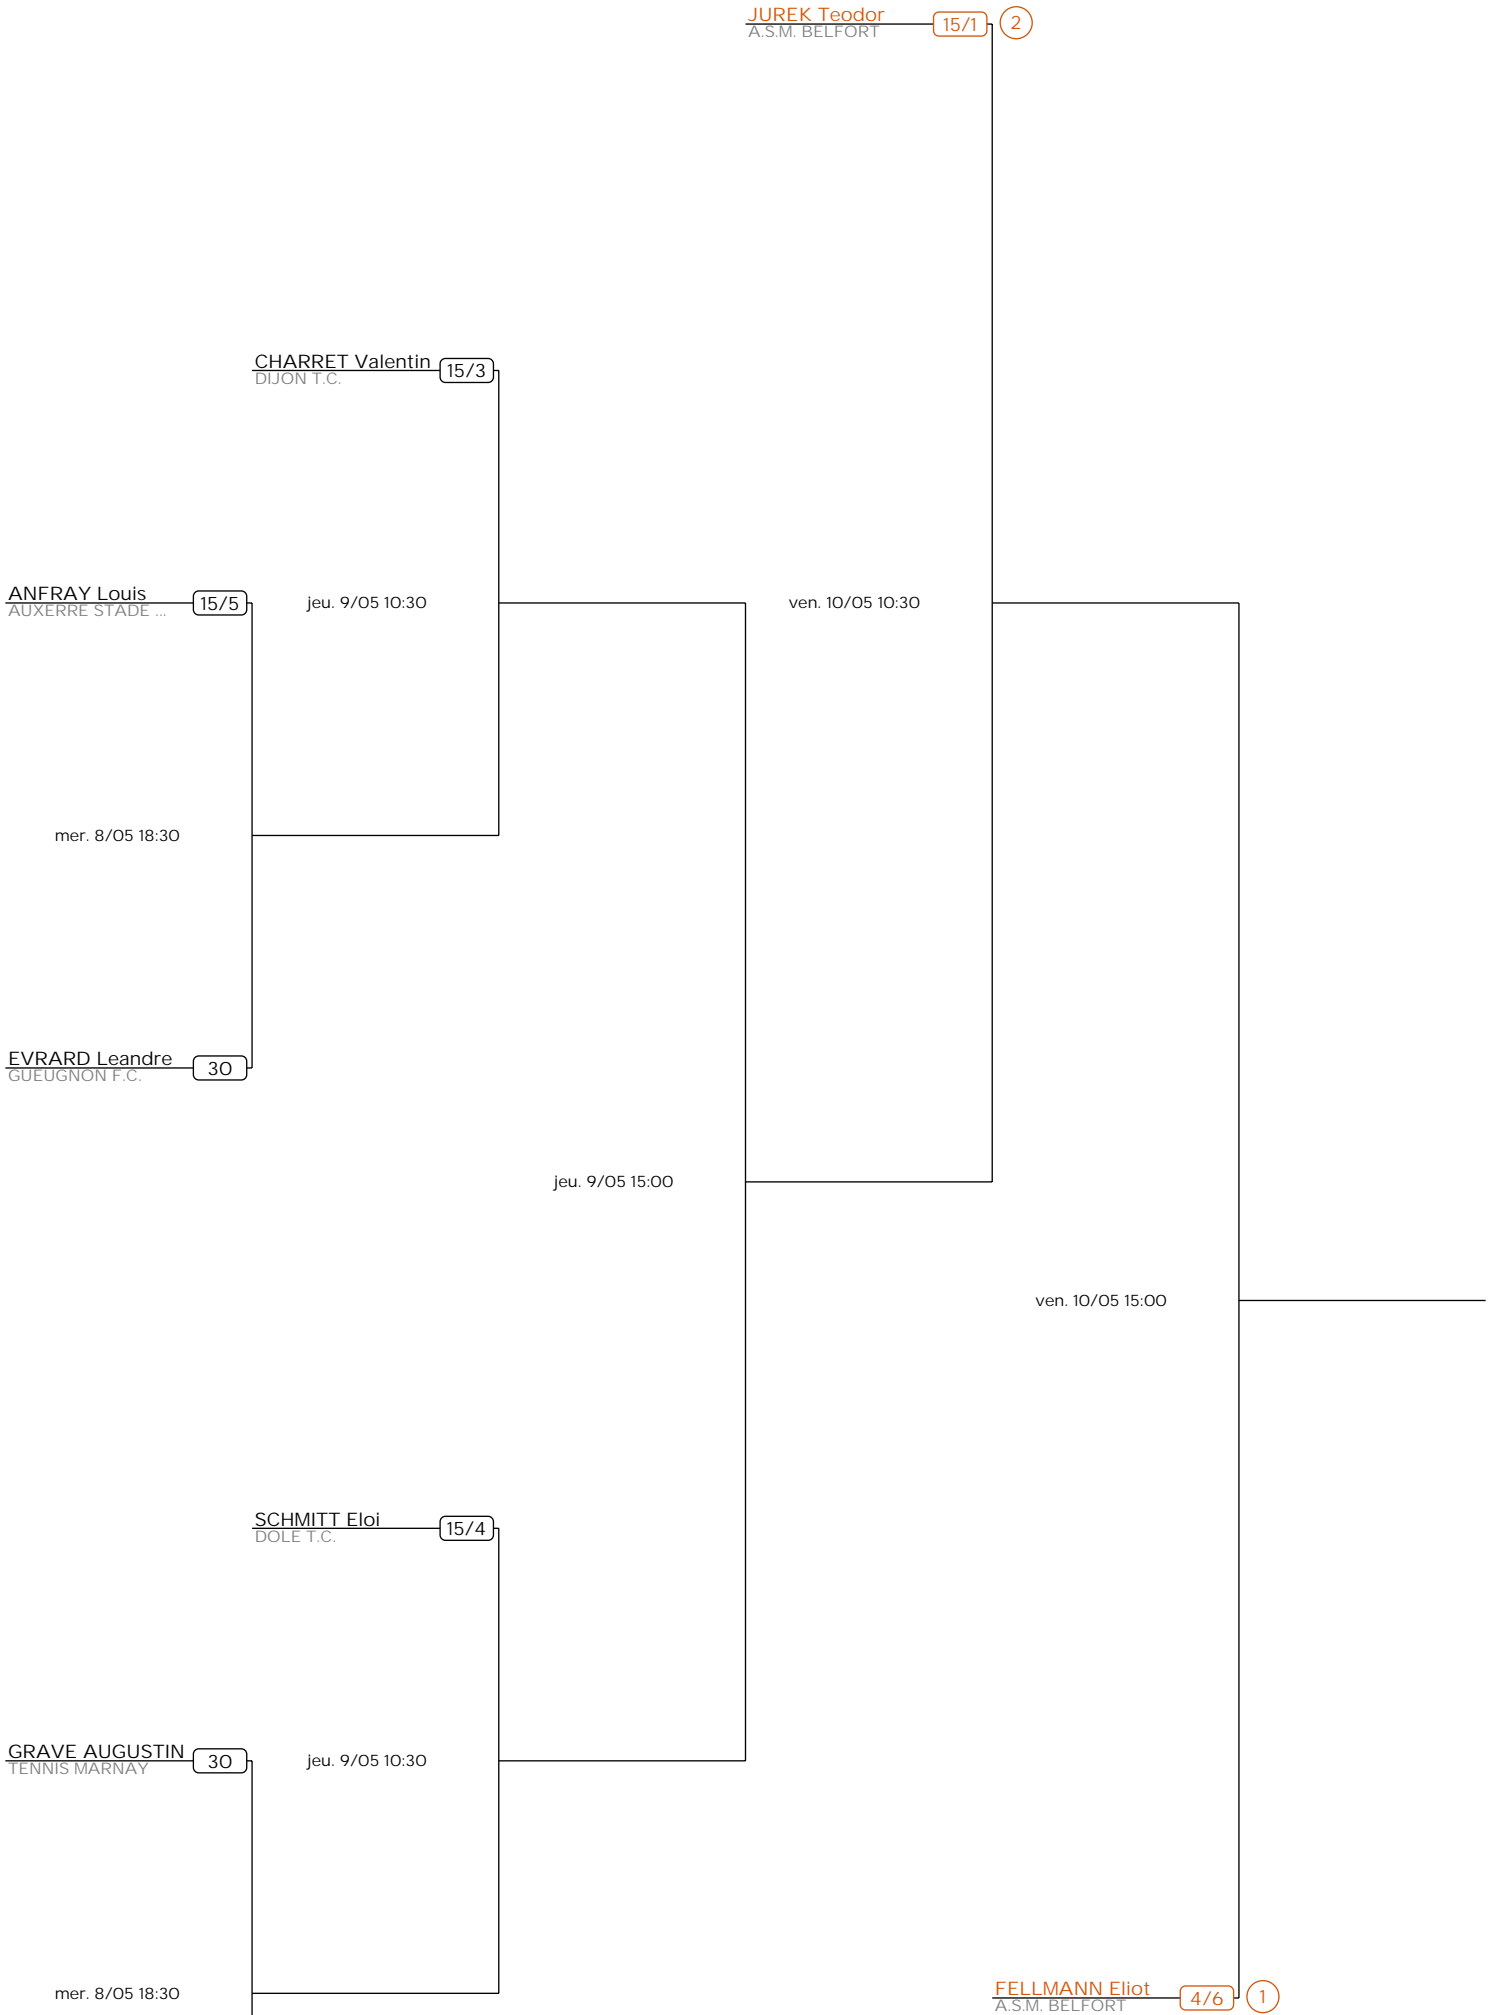 JUREK Teodor
A.S.M. BELFORT
15/1
2
CHARRET Valentin
DIJON T.C.
15/3
ANFRAY Louis
AUXERRE STADE ...
15/5
jeu. 9/05 10:30
ven. 10/05 10:30
mer. 8/05 18:30
EVRARD Leandre
GUEUGNON F.C.
30
jeu. 9/05 15:00
ven. 10/05 15:00
SCHMITT Eloi
DOLE T.C.
15/4
GRAVE AUGUSTIN
TENNIS MARNAY
30
jeu. 9/05 10:30
mer. 8/05 18:30
FELLMANN Eliot
A.S.M. BELFORT
4/6
1